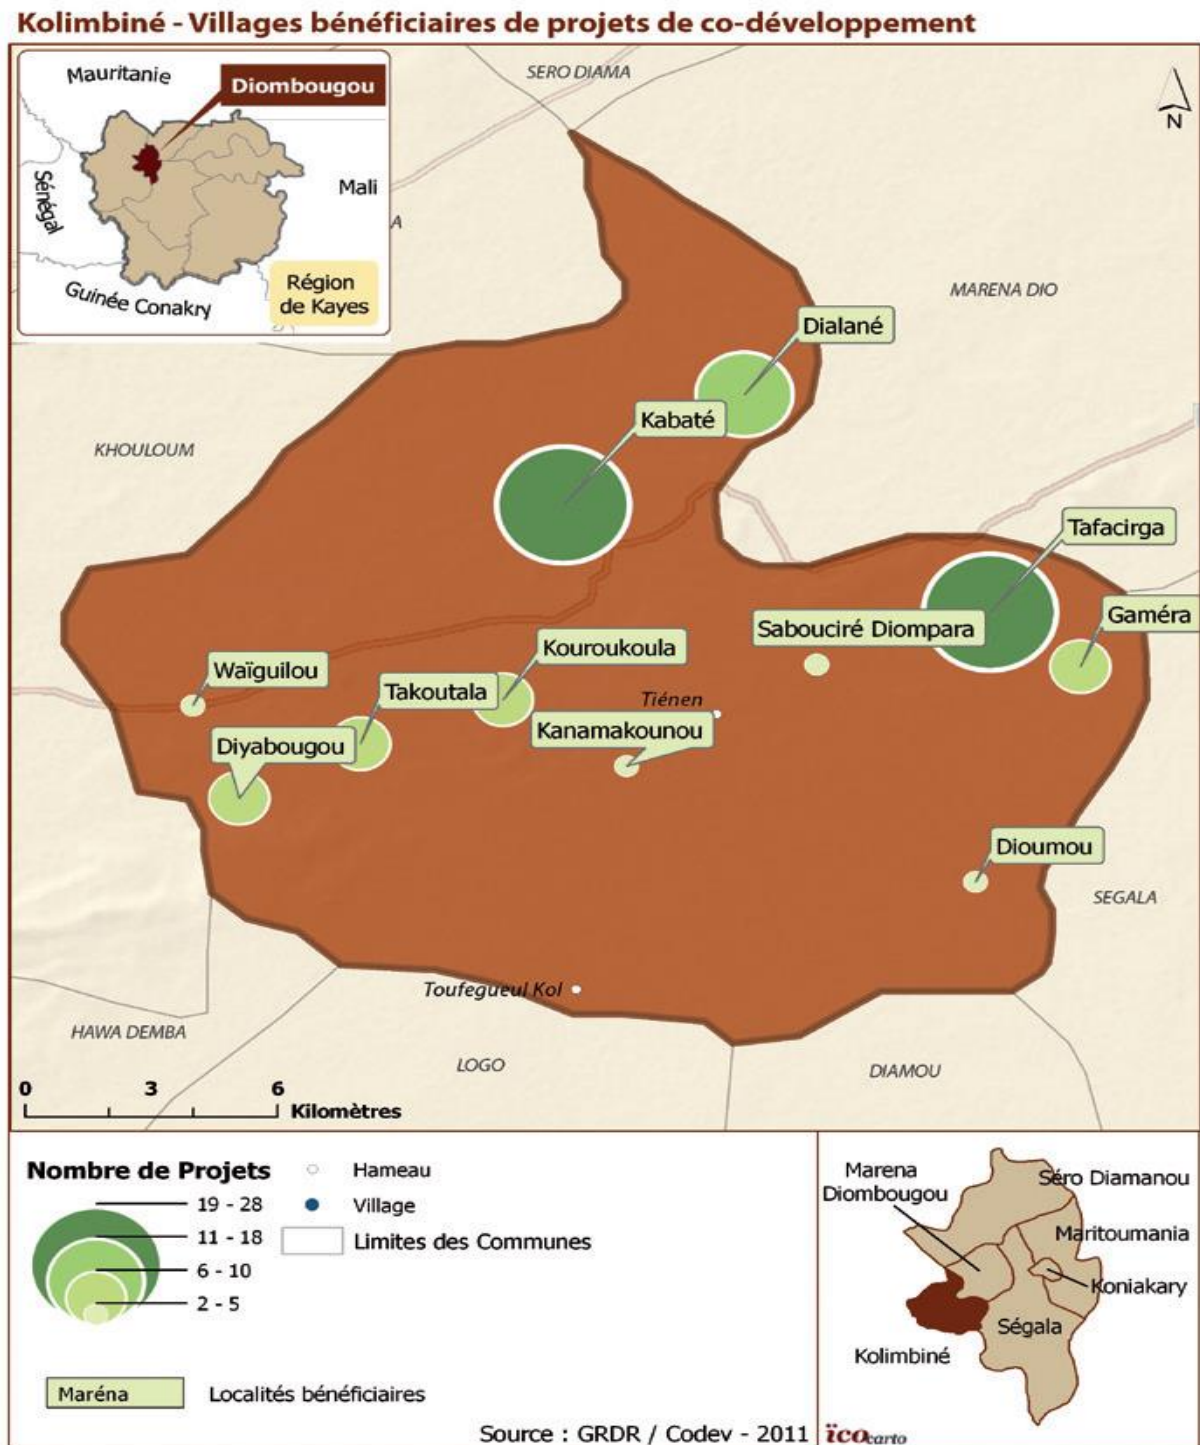 Kolimbiné - Villages bénéficiaires de projets de co-développement
Mauritanie
Diombougou
Sénégal
Mali
Guinée Conakry
Région
de Kayes
SERO DIAMA
A
N
MARENA DIO
KHOULOUM
Dialané
Kabaté
Tafacirga
Gaméra
Sabouciré Diompara
Kouroukoula
Waïguilou
Takoutala
Tiénen
Kanamakounou
Diyabougou
Dioumou
SEGALA
Toufegueul Kol
HAWA DEMBA
LOGO
DIAMOU
0 3 6
Kilomètres
Nombre de Projets
19 - 28
11 - 18
6 - 10
2 - 5
Hameau
Village
Limites des Communes
Maréna
Localités bénéficiaires
Source : GRDR / Codev - 2011
Marena
Diombougou
Séro Diamanou
Maritoumania
Koniakary
Ségala
Kolimbiné
ïcocarto